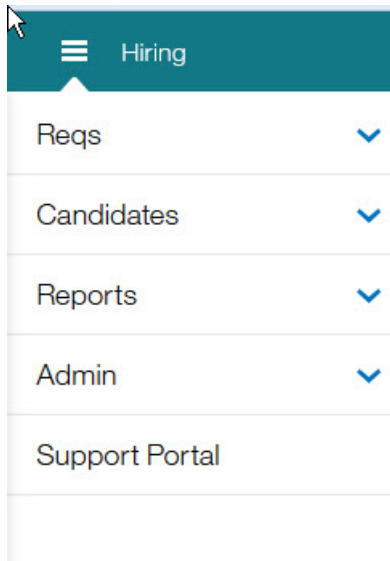 Hiring
Reqs
Candidates
Reports
Admin
Support Portal